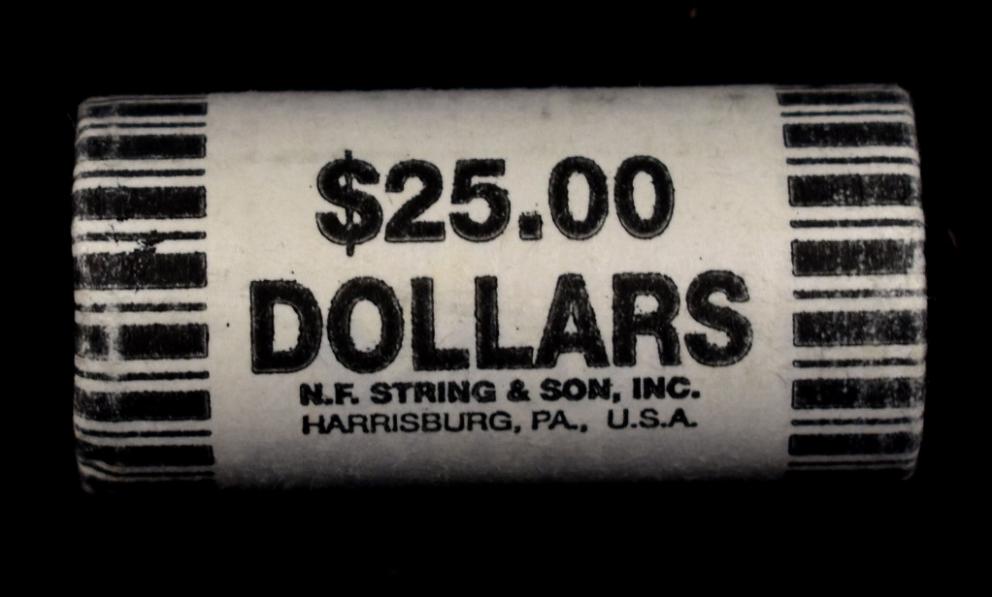 $25.00
DOLLARS
N.F. STRING & SON, INC.
HARRISBURG, PA., U.S.A.